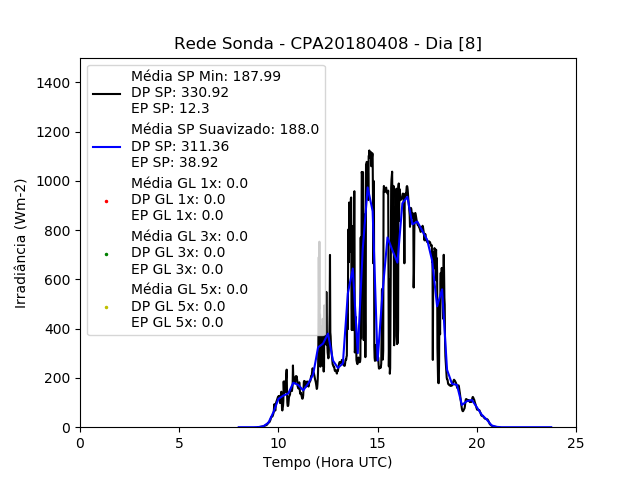 Rede Sonda - CPA20180408 - Dia [8]
Média SP Min: 187.99
DP SP: 330.92
EP SP: 12.3
Média SP Suavizado: 188.0
DP SP: 311.36
EP SP: 38.92
Média GL 1x: 0.0
DP GL 1x: 0.0
EP GL 1x: 0.0
Média GL 3x: 0.0
DP GL 3x: 0.0
EP GL 3x: 0.0
Média GL 5x: 0.0
DP GL 5x: 0.0
EP GL 5x: 0.0
Irradiância (Wm-2)
1400
1200
1000
800
600
400
200
0
0 5 10 15 20 25
Tempo (Hora UTC)